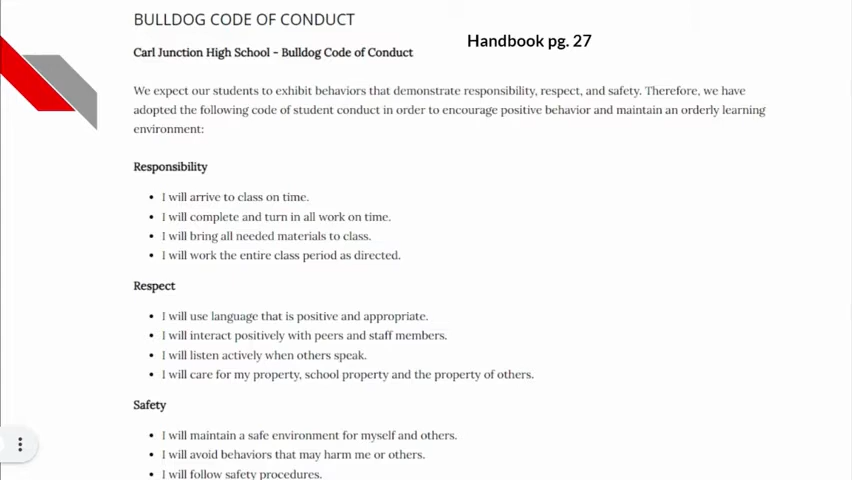 BULLDOG CODE OF CONDUCT
Handbook pg. 27
Carl Junction High School - Bulldog Code of Conduct
We expect our students to exhibit behaviors that demonstrate responsibility, respect, and safety. Therefore, we have
adopted the following code of student conduct in order to encourage positive behavior and maintain an orderly learning
environment:
Responsibility
• I will arrive to class on time.
• I will complete and turn in all work on time.
• I will bring all needed materials to class.
• I will work the entire class period as directed.
Respect
• I will use language that is positive and appropriate.
• I will interact positively with peers and staff members.
• I will listen actively when others speak.
• I will care for my property, school property and the property of others.
Safety
• I will maintain a safe environment for myself and others.
• I will avoid behaviors that may harm me or others.
• I will follow safety procedures.